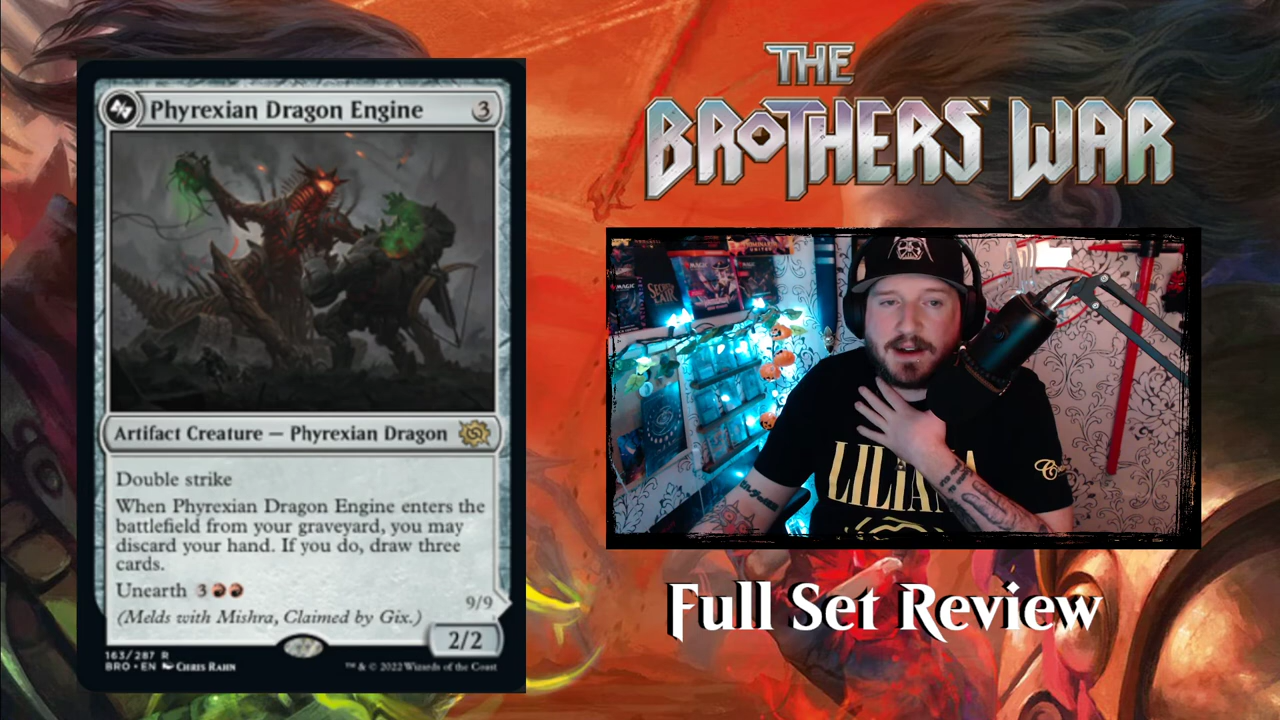 Phyrexian Dragon Engine 3
Artifact Creature — Phyrexian Dragon
Double strike
When Phyrexian Dragon Engine enters the
battlefield from your graveyard, you may
discard your hand. If you do, draw three
cards.
Unearth 3
9/9
(Melds with Mishra, Claimed by Gix.)
2/2
163/287 R
BRO • EN CHRIS RAHN
™ & © 2022 Wizards of the Coast
THE
BROTHERS' WAR
MAGIC
SECRET
LAIR
LILIANA
Full Set Review